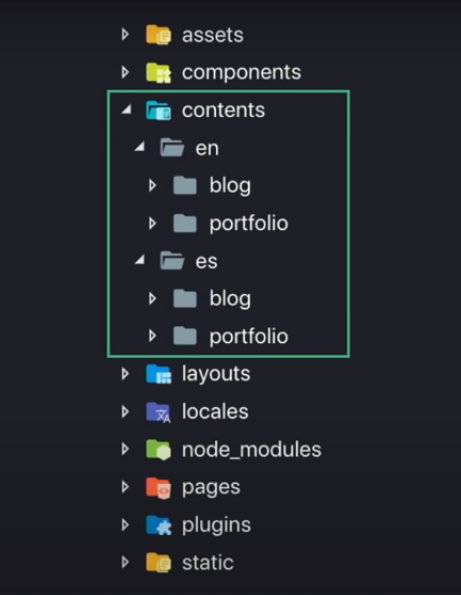 assets
components
contents
en
blog
portfolio
es
blog
portfolio
layouts
locales
node_modules
pages
plugins
static